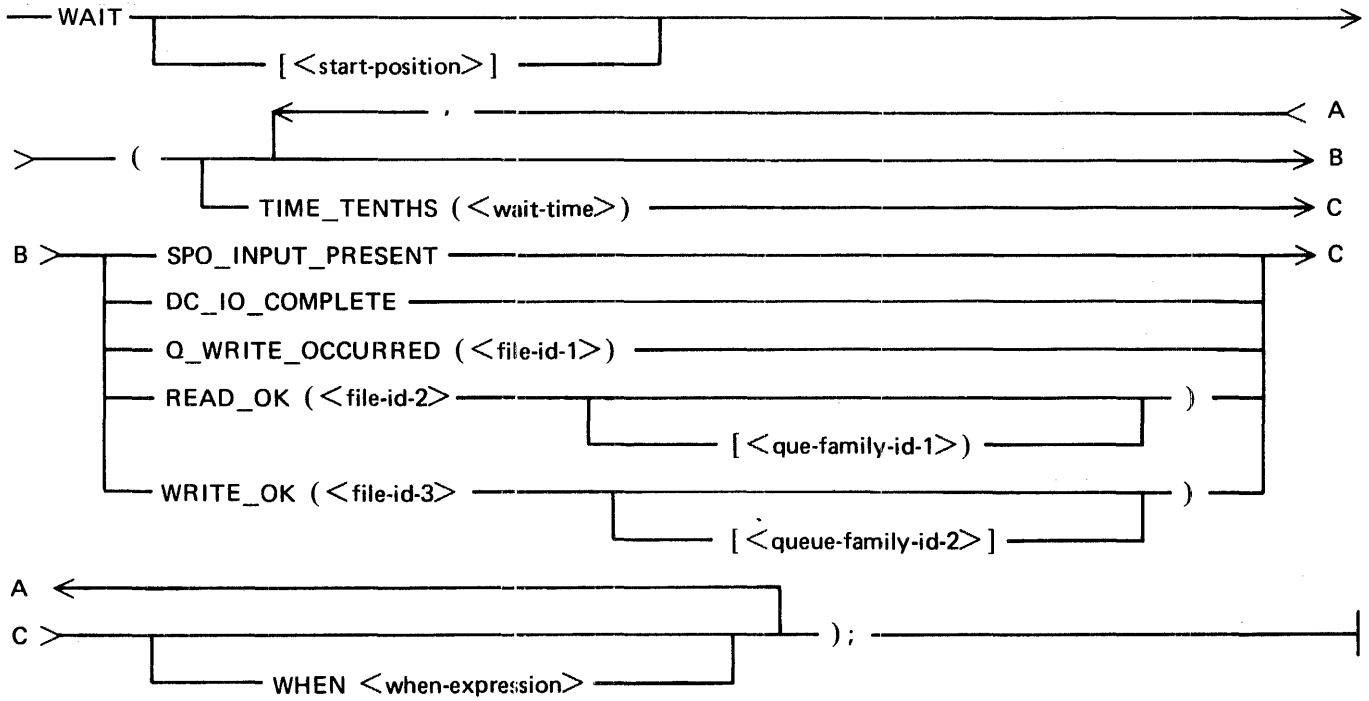 WAIT
[ <start-position> ]
, A
( B
TIME_TENTHS ( <wait-time> ) C
B SPO_INPUT_PRESENT C
DC_IO_COMPLETE
Q_WRITE_OCCURRED ( <file-id-1> )
READ_OK ( <file-id-2> )
[ <que-family-id-1> )
WRITE_OK ( <file-id-3> )
[ <queue-family-id-2> ]
A
C ) ;
WHEN <when-expression>